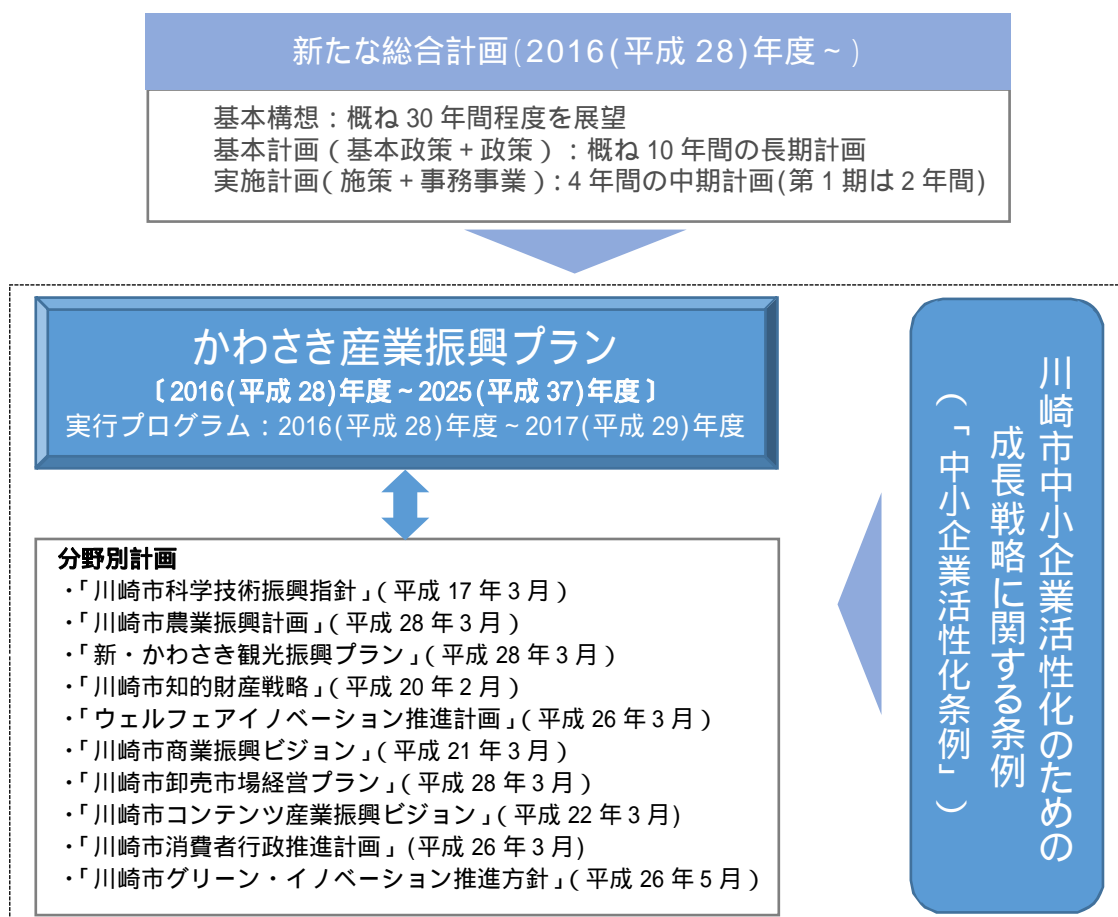 新たな総合計画(2016(平成 28)年度~)
基本構想：概ね 30 年間程度を展望
基本計画（基本政策+政策）：概ね 10 年間の長期計画
実施計画（施策+事務事業）：4 年間の中期計画(第 1 期は 2 年間)
かわさき産業振興プラン
〔2016(平成 28)年度~2025(平成 37)年度〕
実行プログラム：2016(平成 28)年度~2017(平成 29)年度
分野別計画
・「川崎市科学技術振興指針」（平成 17 年 3 月）
・「川崎市農業振興計画」（平成 28 年 3 月）
・「新・かわさき観光振興プラン」（平成 28 年 3 月）
・「川崎市知的財産戦略」（平成 20 年 2 月）
・「ウェルフェアイノベーション推進計画」（平成 26 年 3 月）
・「川崎市商業振興ビジョン」（平成 21 年 3 月）
・「川崎市卸売市場経営プラン」（平成 28 年 3 月）
・「川崎市コンテンツ産業振興ビジョン」（平成 22 年 3 月)
・「川崎市消費者行政推進計画」(平成 26 年 3 月)
・「川崎市グリーン・イノベーション推進方針」（平成 26 年 5 月）
川崎市中小企業活性化のための
成長戦略に関する条例
（「中小企業活性化条例」）